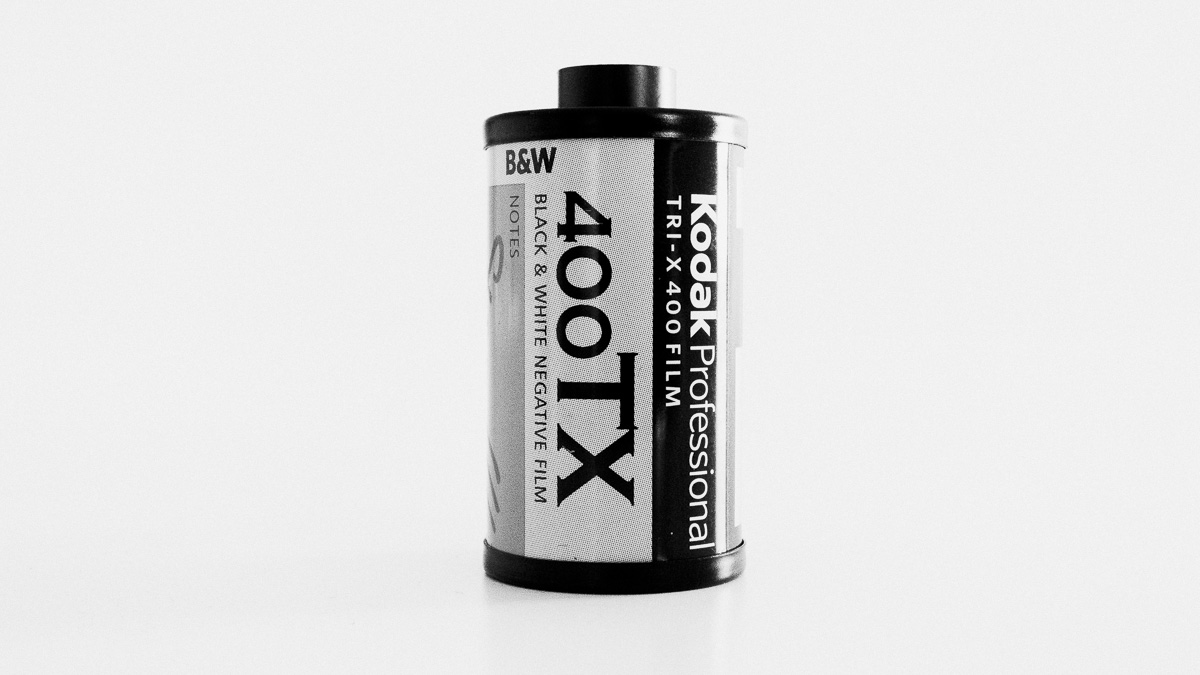 B&W
NOTES
BLACK & WHITE NEGATIVE FILM
400TX
TRI-X 400 FILM
Kodak Professional